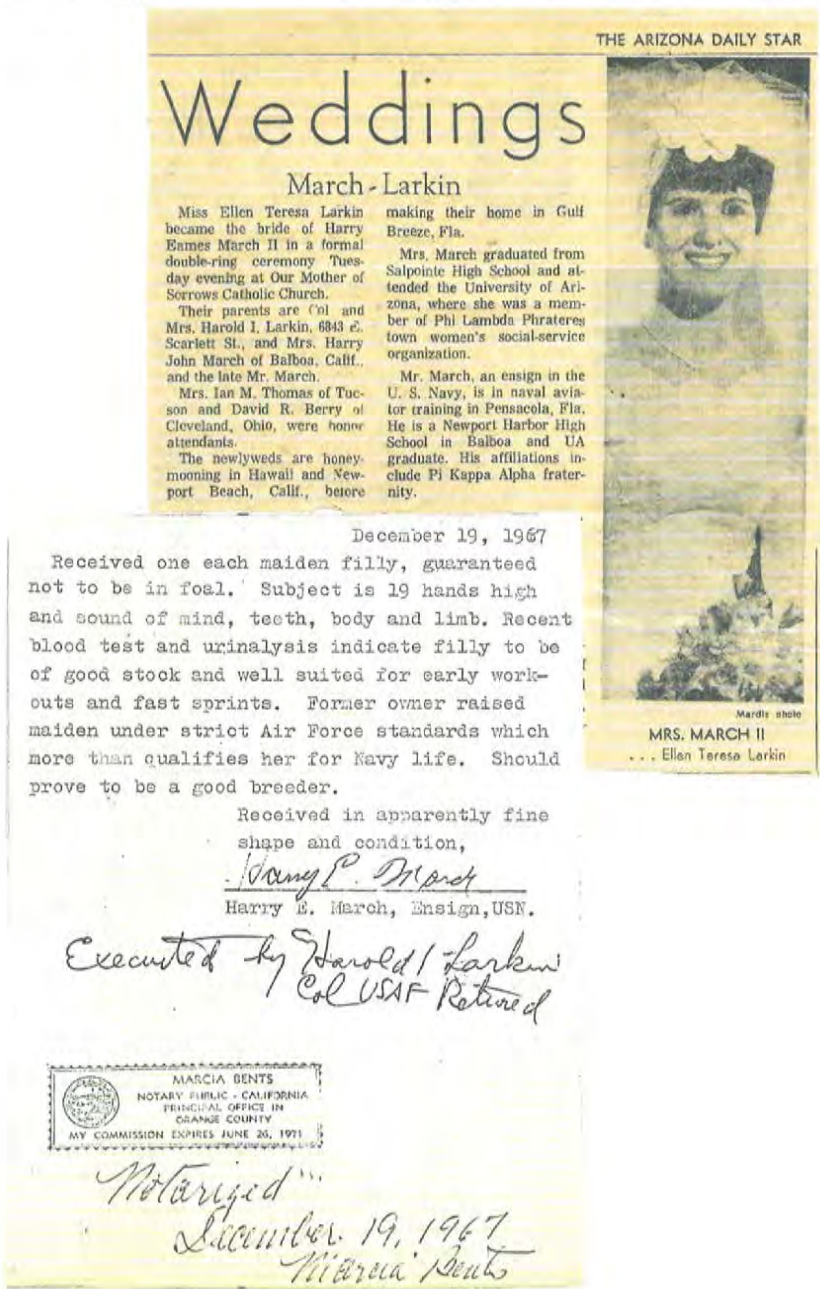 THE ARIZONA DAILY STAR
Weddings
March - Larkin
Miss Ellen Teresa Larkin
became the bride of Harry
Eames March II in a formal
double-ring ceremony Tues-
day evening at Our Mother of
Sorrows Catholic Church.
Their parents are Col and
Mrs. Harold I. Larkin, 6843 E.
Scarlett St., and Mrs. Harry
John March of Balboa, Calif.,
and the late Mr. March.
Mrs. Ian M. Thomas of Tuc-
son and David R. Berry of
Cleveland, Ohio, were honor
attendants.
The newlyweds are honey-
mooning in Hawaii and New-
port Beach, Calif., before
making their home in Gulf
Breeze, Fla.
Mrs. March graduated from
Salpointe High School and at-
tended the University of Ari-
zona, where she was a mem-
ber of Phi Lambda Phrateres
town women's social-service
organization.
Mr. March, an ensign in the
U. S. Navy, is in naval avia-
tor training in Pensacola, Fla.
He is a Newport Harbor High
School in Balboa and UA
graduate. His affiliations in-
clude Pi Kappa Alpha frater-
nity.
Mardis photo
MRS. MARCH II
. . . Ellen Teresa Larkin
December 19, 1967
Received one each maiden filly, guaranteed
not to be in foal. Subject is 19 hands high
and sound of mind, teeth, body and limb. Recent
blood test and urinalysis indicate filly to be
of good stock and well suited for early work-
outs and fast sprints. Former owner raised
maiden under strict Air Force standards which
more than qualifies her for Navy life. Should
prove to be a good breeder.
Received in apparently fine
shape and condition,
Harry E. March
Harry E. March, Ensign,USN.
Executed by Harold I Larkin
Col USAF Retired
MARCIA BENTS
NOTARY PUBLIC - CALIFORNIA
PRINCIPAL OFFICE IN
ORANGE COUNTY
MY COMMISSION EXPIRES JUNE 26, 1971
Notarized
December 19, 1967
Marcia Bents